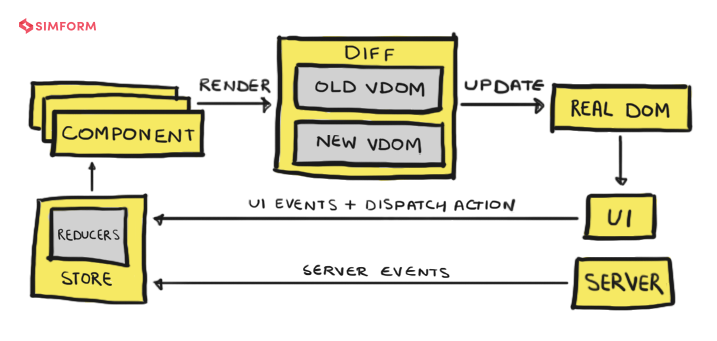 SIMFORM
DIFF
OLD VDOM
NEW VDOM
RENDER
UPDATE
COMPONENT
REAL DOM
UI EVENTS + DISPATCH ACTION
UI
REDUCERS
STORE
SERVER EVENTS
SERVER